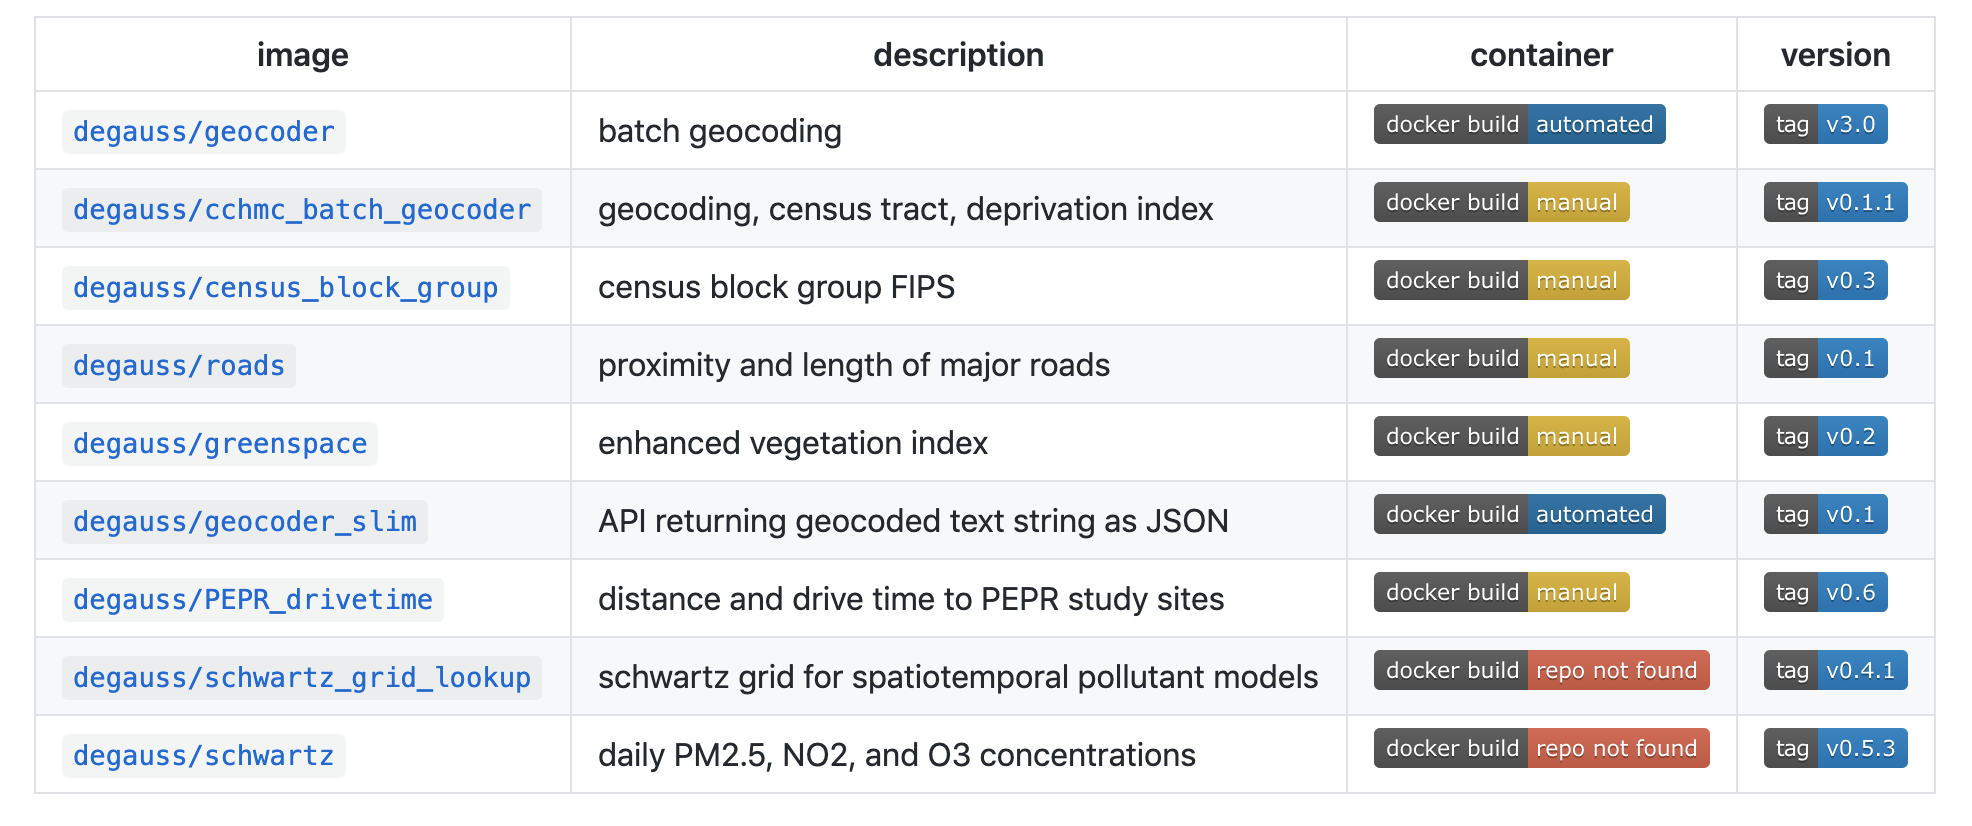 image description container version
degauss/geocoder batch geocoding docker build automated tag v3.0
degauss/cchmc_batch_geocoder geocoding, census tract, deprivation index docker build manual tag v0.1.1
degauss/census_block_group census block group FIPS docker build manual tag v0.3
degauss/roads proximity and length of major roads docker build manual tag v0.1
degauss/greenspace enhanced vegetation index docker build manual tag v0.2
degauss/geocoder_slim API returning geocoded text string as JSON docker build automated tag v0.1
degauss/PEPR_drivetime distance and drive time to PEPR study sites docker build manual tag v0.6
degauss/schwartz_grid_lookup schwartz grid for spatiotemporal pollutant models docker build repo not found tag v0.4.1
degauss/schwartz daily PM2.5, NO2, and O3 concentrations docker build repo not found tag v0.5.3